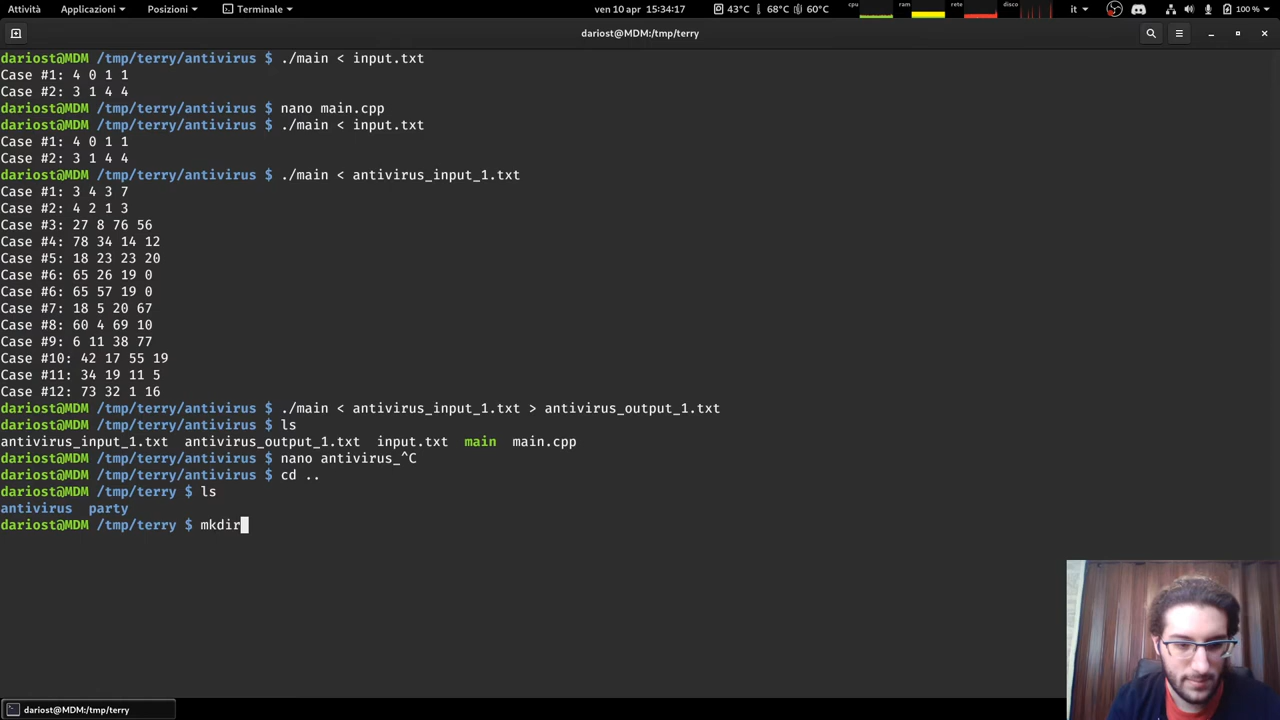 Attività Applicazioni Posizioni Terminale ven 10 apr 15:34:17 cpu ram rete disco 43°C 68°C 60°C it 100 %
dariost@MDM:/tmp/terry
dariost@MDM /tmp/terry/antivirus $ ./main < input.txt
Case #1: 4 0 1 1
Case #2: 3 1 4 4
dariost@MDM /tmp/terry/antivirus $ nano main.cpp
dariost@MDM /tmp/terry/antivirus $ ./main < input.txt
Case #1: 4 0 1 1
Case #2: 3 1 4 4
dariost@MDM /tmp/terry/antivirus $ ./main < antivirus_input_1.txt
Case #1: 3 4 3 7
Case #2: 4 2 1 3
Case #3: 27 8 76 56
Case #4: 78 34 14 12
Case #5: 18 23 23 20
Case #6: 65 26 19 0
Case #6: 65 57 19 0
Case #7: 18 5 20 67
Case #8: 60 4 69 10
Case #9: 6 11 38 77
Case #10: 42 17 55 19
Case #11: 34 19 11 5
Case #12: 73 32 1 16
dariost@MDM /tmp/terry/antivirus $ ./main < antivirus_input_1.txt > antivirus_output_1.txt
dariost@MDM /tmp/terry/antivirus $ ls
antivirus_input_1.txt antivirus_output_1.txt input.txt main main.cpp
dariost@MDM /tmp/terry/antivirus $ nano antivirus_^C
dariost@MDM /tmp/terry/antivirus $ cd ..
dariost@MDM /tmp/terry $ ls
antivirus party
dariost@MDM /tmp/terry $ mkdir
dariost@MDM:/tmp/terry